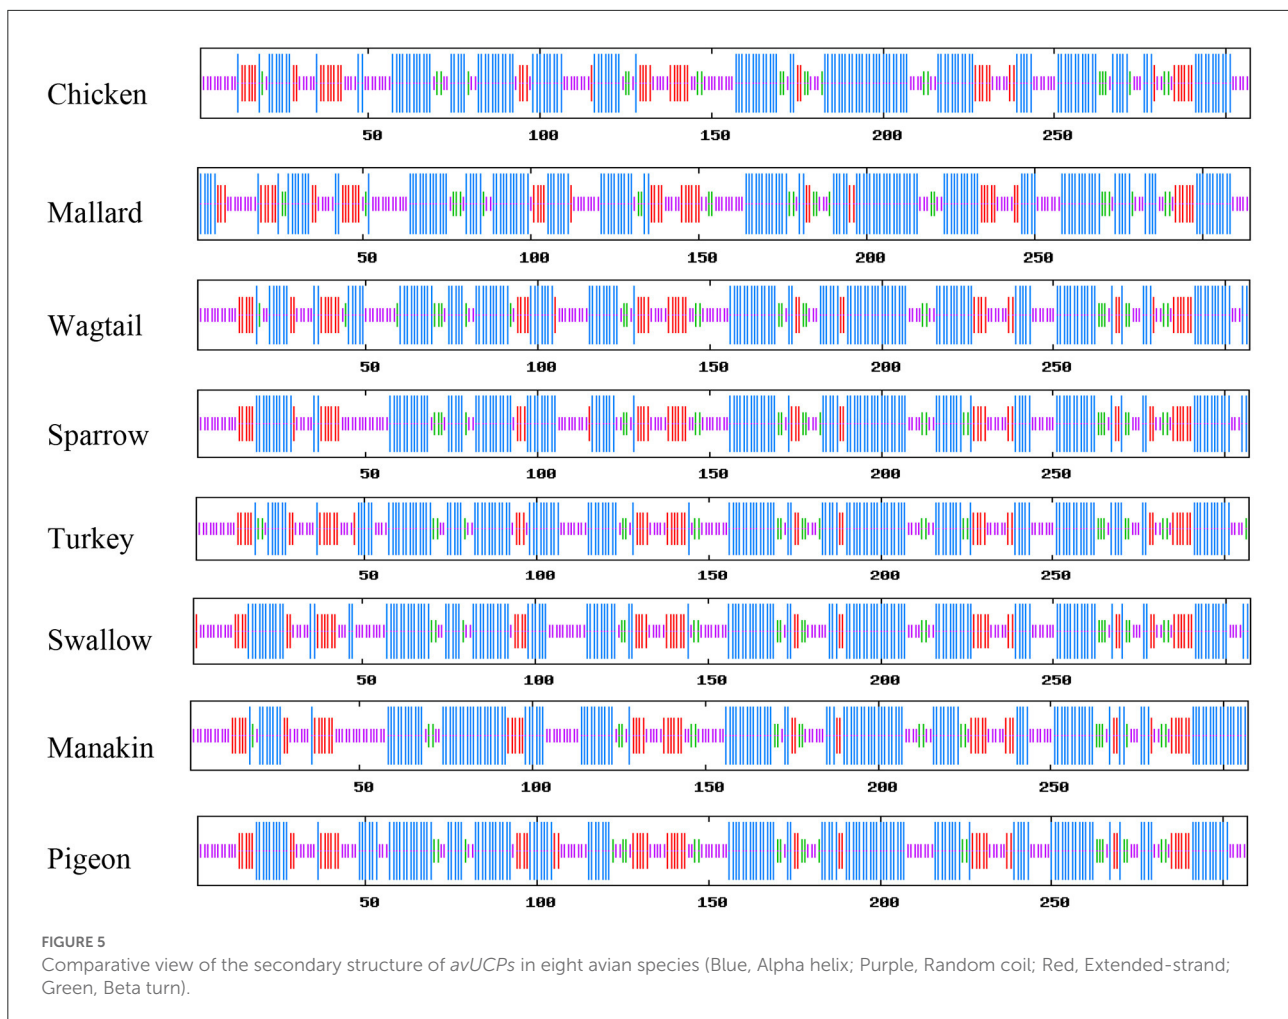 Chicken
50 100 150 200 250
Mallard
50 100 150 200 250
Wagtail
50 100 150 200 250
Sparrow
50 100 150 200 250
Turkey
50 100 150 200 250
Swallow
50 100 150 200 250
Manakin
50 100 150 200 250
Pigeon
50 100 150 200 250
FIGURE 5
Comparative view of the secondary structure of avUCPs in eight avian species (Blue, Alpha helix; Purple, Random coil; Red, Extended-strand;
Green, Beta turn).